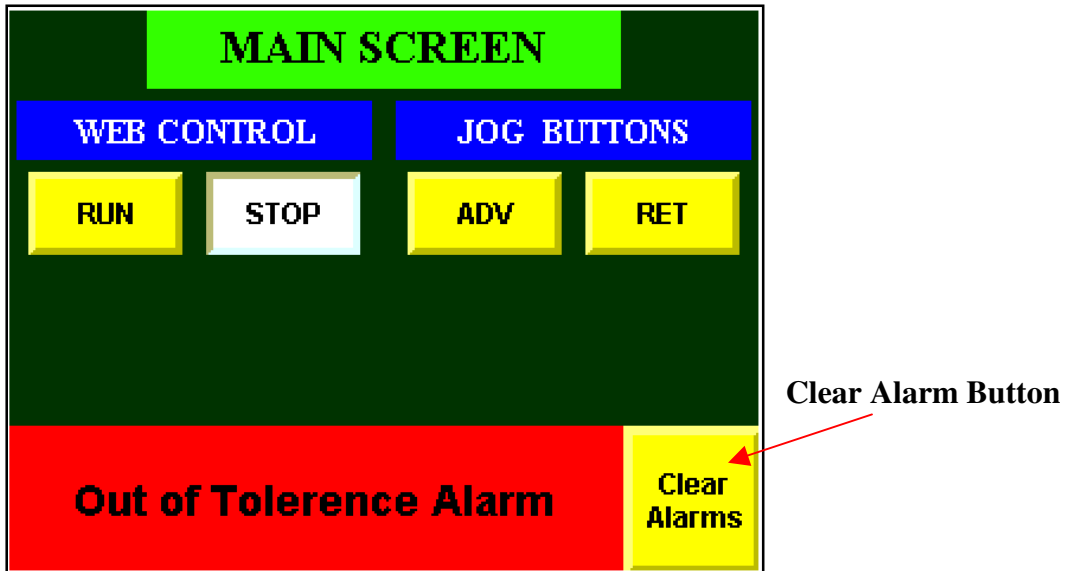 MAIN SCREEN
WEB CONTROL
JOG BUTTONS
RUN
STOP
ADV
RET
Clear Alarm Button
Out of Tolerence Alarm
Clear
Alarms